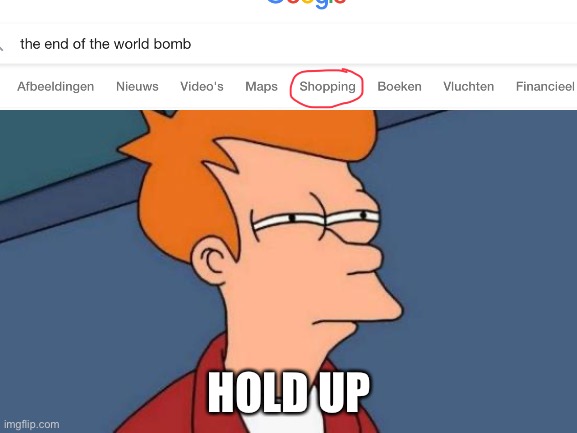 Google
the end of the world bomb
Afbeeldingen Nieuws Video's Maps Shopping Boeken Vluchten Financieel
HOLD UP
imgflip.com